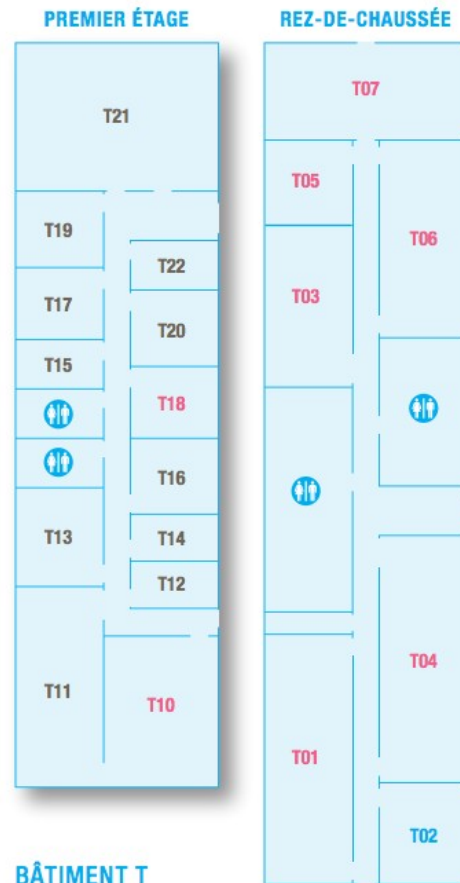 PREMIER ÉTAGE
T21
T19
T22
T17
T20
T15
T18
T16
T13
T14
T12
T11
T10
REZ-DE-CHAUSSÉE
T07
T05
T06
T03
T04
T01
T02
BÂTIMENT T